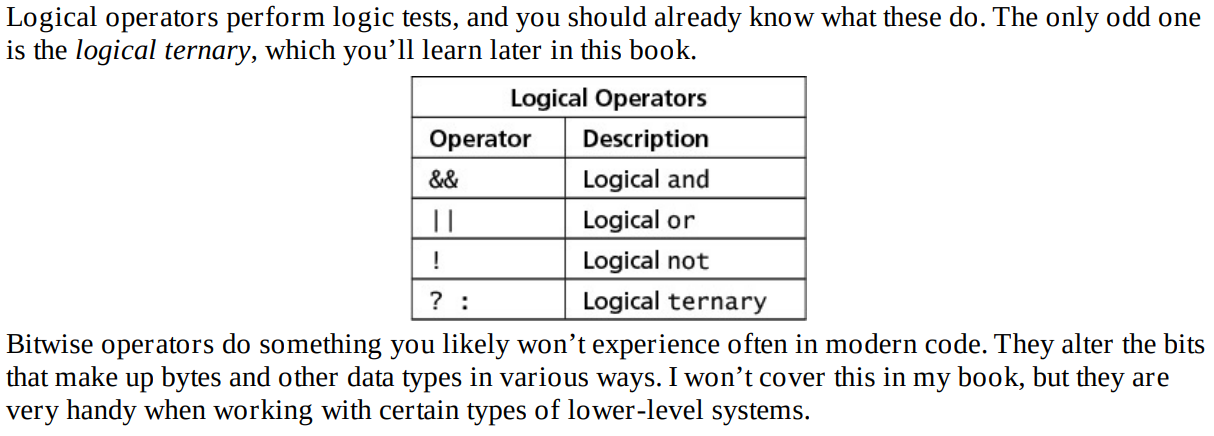 Logical operators perform logic tests, and you should already know what these do. The only odd one
is the logical ternary, which you’ll learn later in this book.
Logical Operators
Operator Description
&& Logical and
|| Logical or
! Logical not
? : Logical ternary
Bitwise operators do something you likely won’t experience often in modern code. They alter the bits
that make up bytes and other data types in various ways. I won’t cover this in my book, but they are
very handy when working with certain types of lower-level systems.